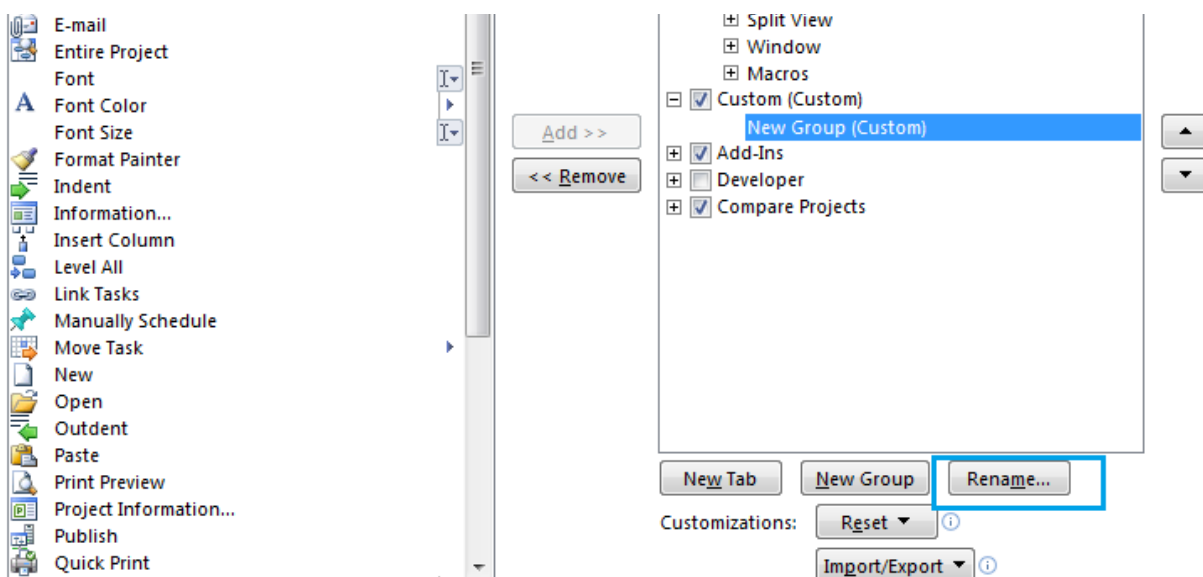 E-mail
Entire Project
Font
Font Color
Font Size
Format Painter
Indent
Information...
Insert Column
Level All
Link Tasks
Manually Schedule
Move Task
New
Open
Outdent
Paste
Print Preview
Project Information...
Publish
Quick Print
Add >>
<< Remove
Split View
Window
Macros
Custom (Custom)
New Group (Custom)
Add-Ins
Developer
Compare Projects
New Tab
New Group
Rename...
Customizations:
Reset
Import/Export